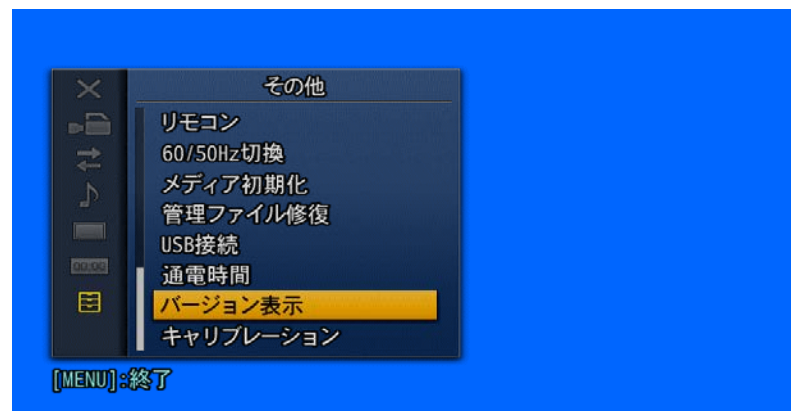 その他
リモコン
60/50Hz切換
メディア初期化
管理ファイル修復
USB接続
通電時間
00:00
バージョン表示
キャリブレーション
[MENU]:終了